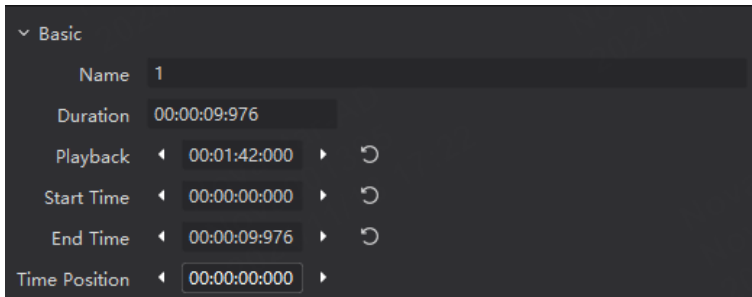 Basic
Name 1
Duration 00:00:09:976
Playback 00:01:42:000
Start Time 00:00:00:000
End Time 00:00:09:976
Time Position 00:00:00:000